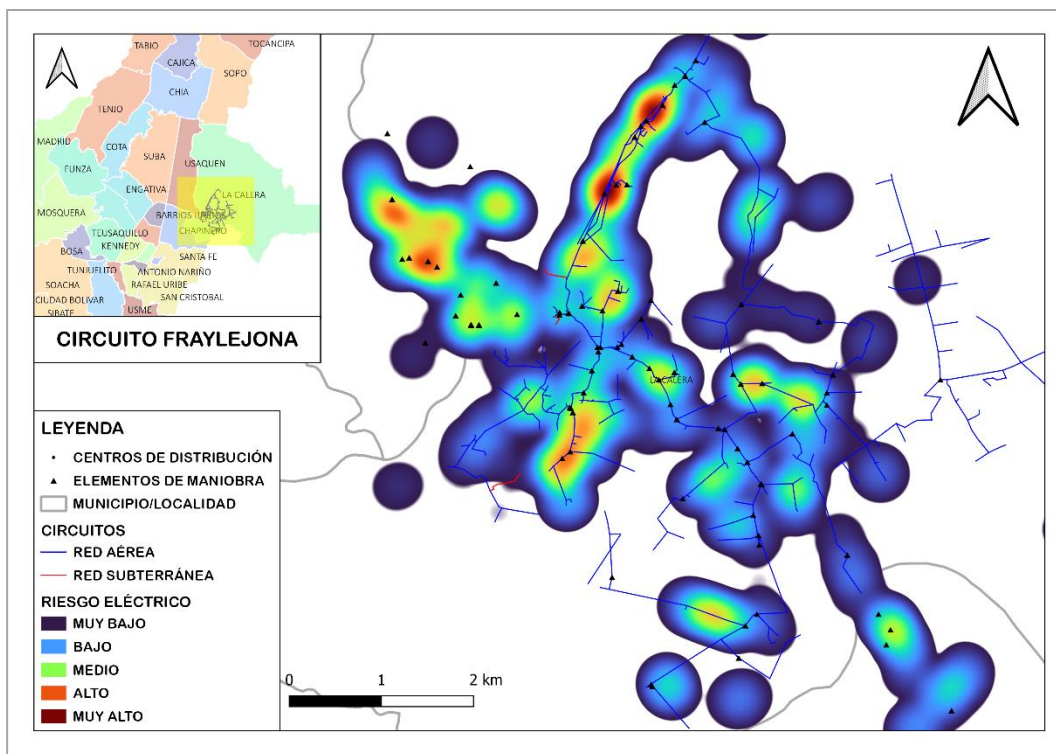 TABIO
TOCANCIPA
CAJICA
SOPO
CHIA
TENJO
MADRID
COTA
SUBA
USAQUEN
FUNZA
ENGATIVA
LA CALERA
MOSQUERA
BARRIOS UNIDOS
TEUSAQUILLO
CHAPINERO
KENNEDY
BOSA
SANTA FE
TUNJUELITO
ANTONIO NARIÑO
SOACHA
RAFAEL URIBE
CIUDAD BOLIVAR
SAN CRISTOBAL
SIBATE
USME
CIRCUITO FRAYLEJONA
LA CALERA
LEYENDA
CENTROS DE DISTRIBUCIÓN
ELEMENTOS DE MANIOBRA
MUNICIPIO/LOCALIDAD
CIRCUITOS
RED AÉREA
RED SUBTERRÁNEA
RIESGO ELÉCTRICO
MUY BAJO
BAJO
MEDIO
ALTO
MUY ALTO
0 1 2 km